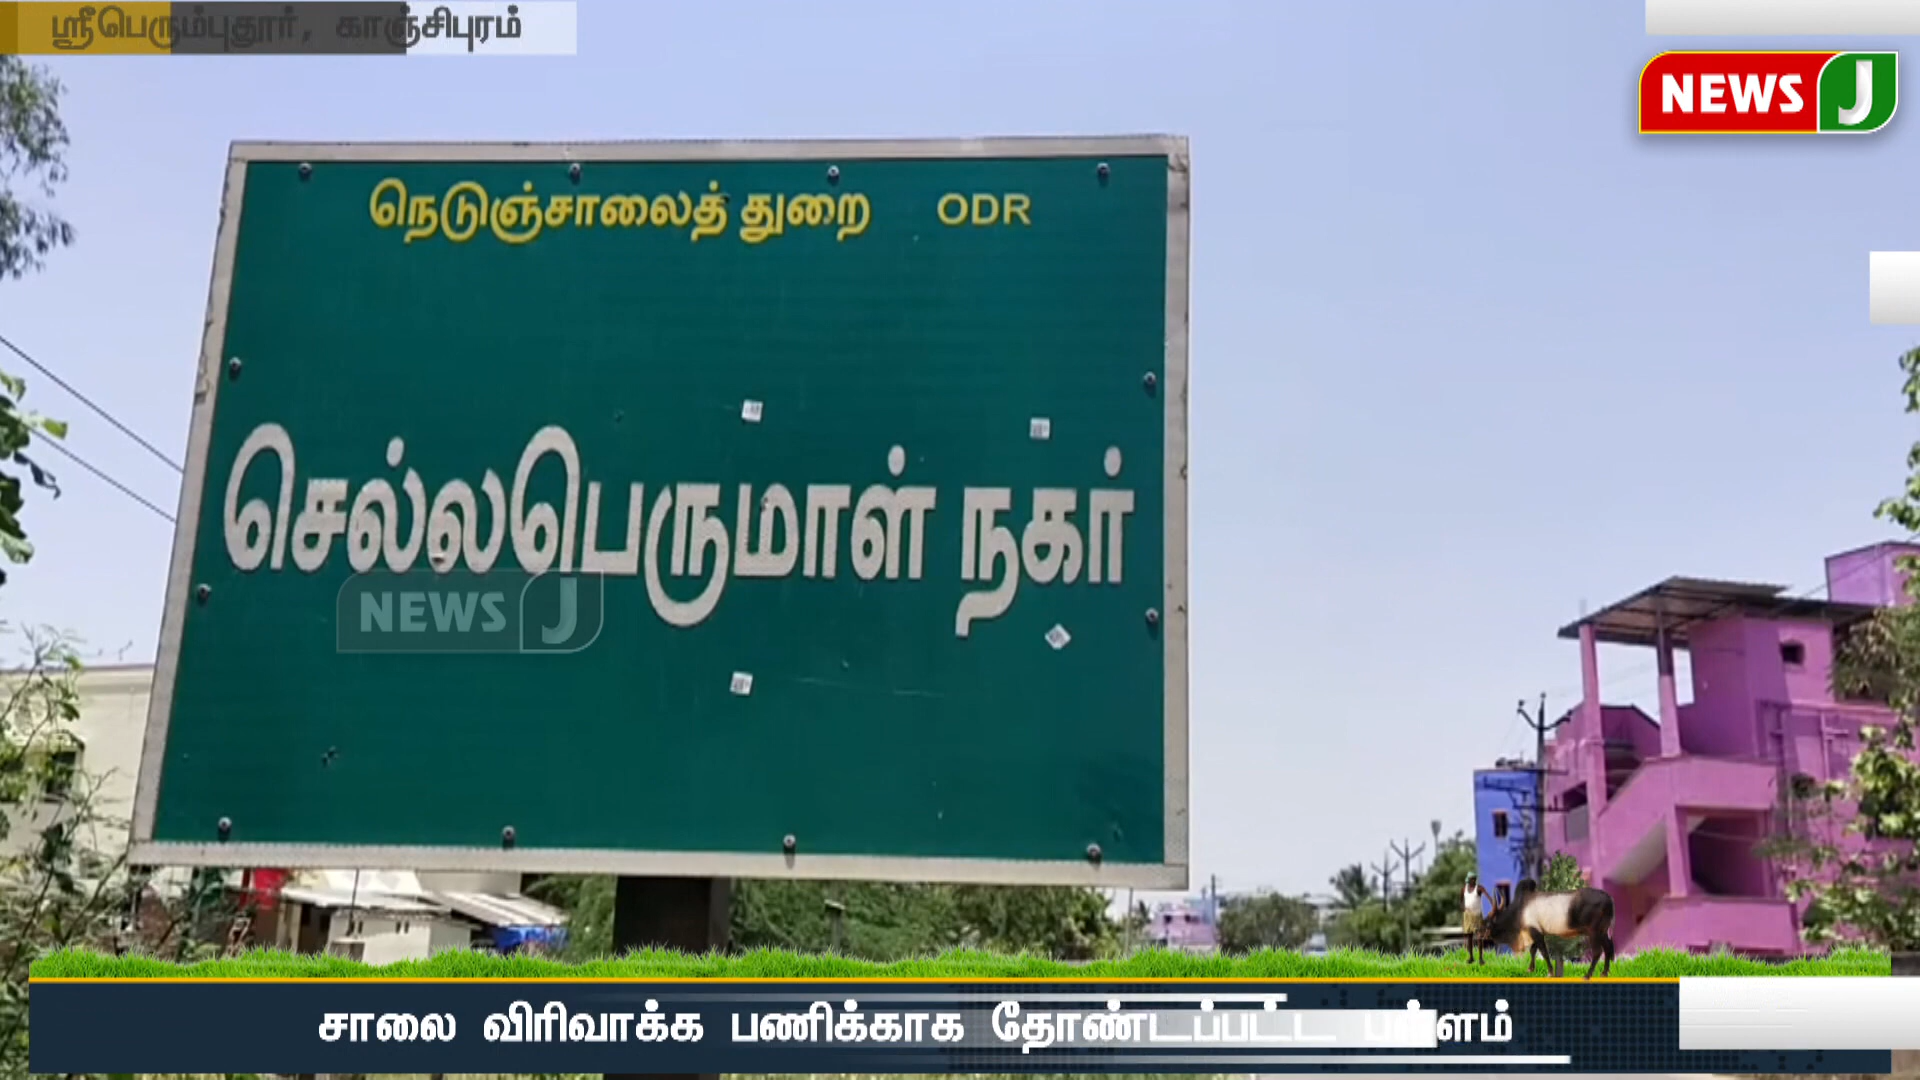 ஸ்ரீபெரும்புதூர், காஞ்சிபுரம்
NEWS J
நெடுஞ்சாலைத் துறை ODR
செல்லபெருமாள் நகர்
NEWS J
சாலை விரிவாக்க பணிக்காக தோண்டப்பட்ட பள்ளம்